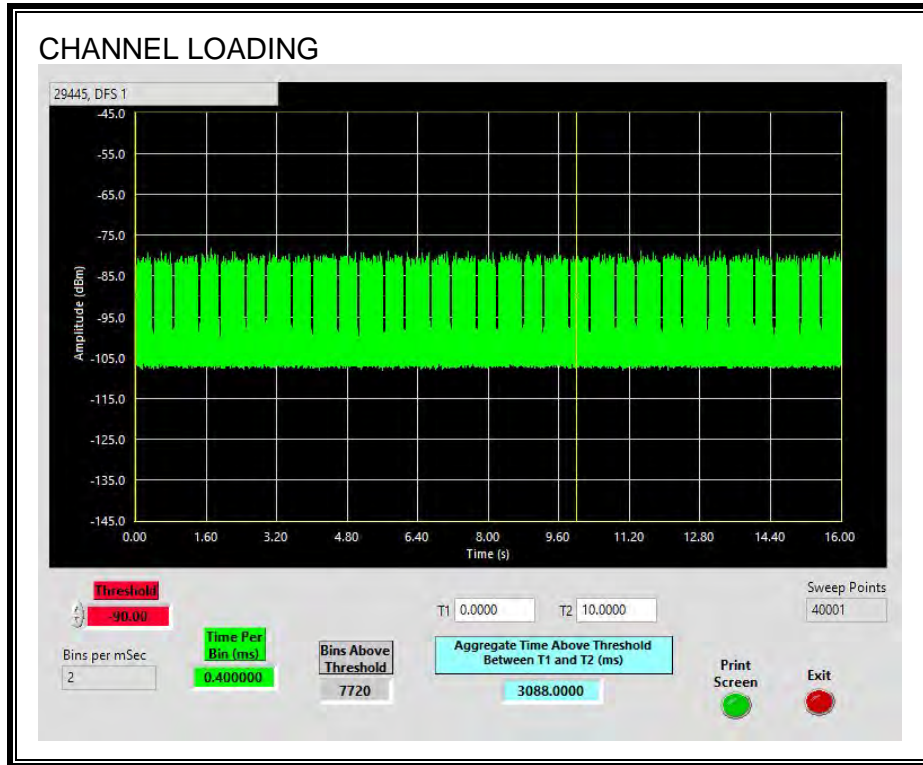 CHANNEL LOADING
29445, DFS 1
-45.0
-55.0
-65.0
-75.0
-85.0
-95.0
-105.0
-115.0
-125.0
-135.0
-145.0
Amplitude (dBm)
0.00 1.60 3.20 4.80 6.40 8.00 9.60 11.20 12.80 14.40 16.00
Time (s)
Threshold
-90.00
Bins per mSec
2
Time Per
Bin (ms)
0.400000
Bins Above
Threshold
7720
T1 0.0000 T2 10.0000
Aggregate Time Above Threshold
Between T1 and T2 (ms)
3088.0000
Sweep Points
40001
Print
Screen
Exit